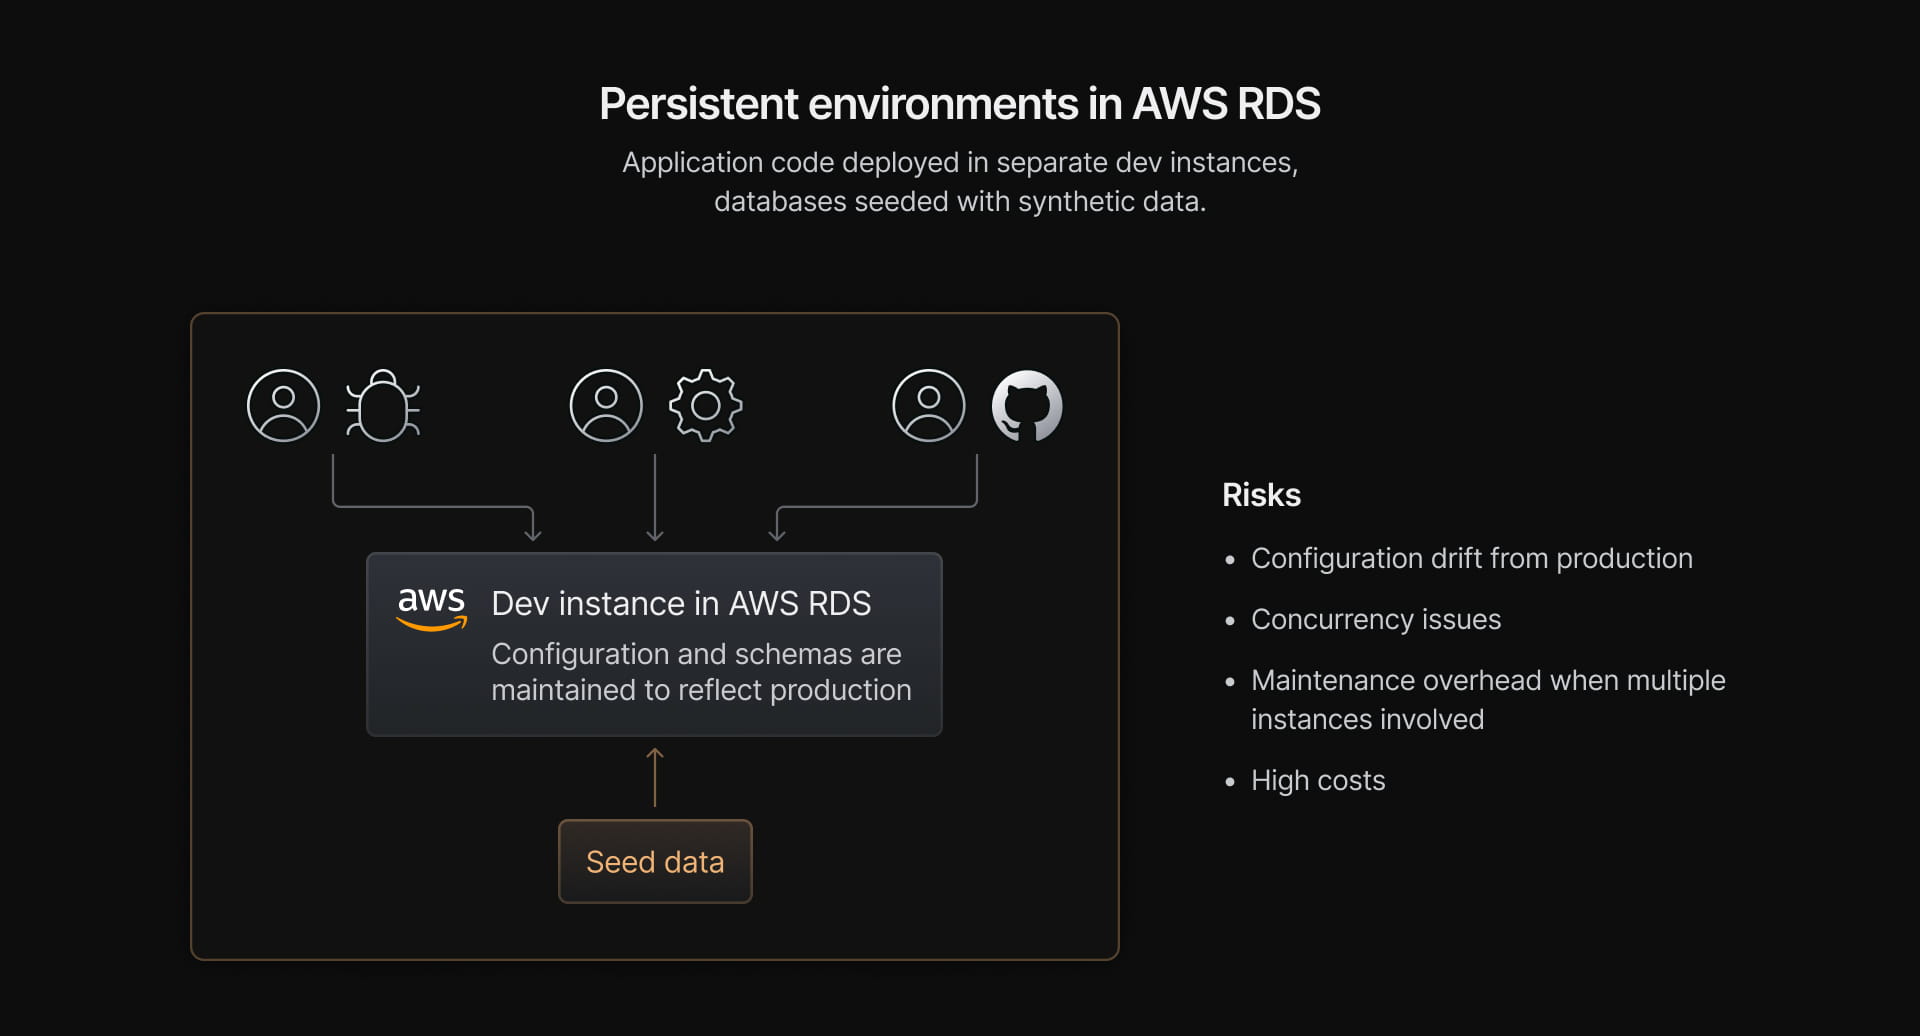 Persistent environments in AWS RDS
Application code deployed in separate dev instances,
databases seeded with synthetic data.
aws
Dev instance in AWS RDS
Configuration and schemas are
maintained to reflect production
Seed data
Risks
• Configuration drift from production
• Concurrency issues
• Maintenance overhead when multiple
instances involved
• High costs